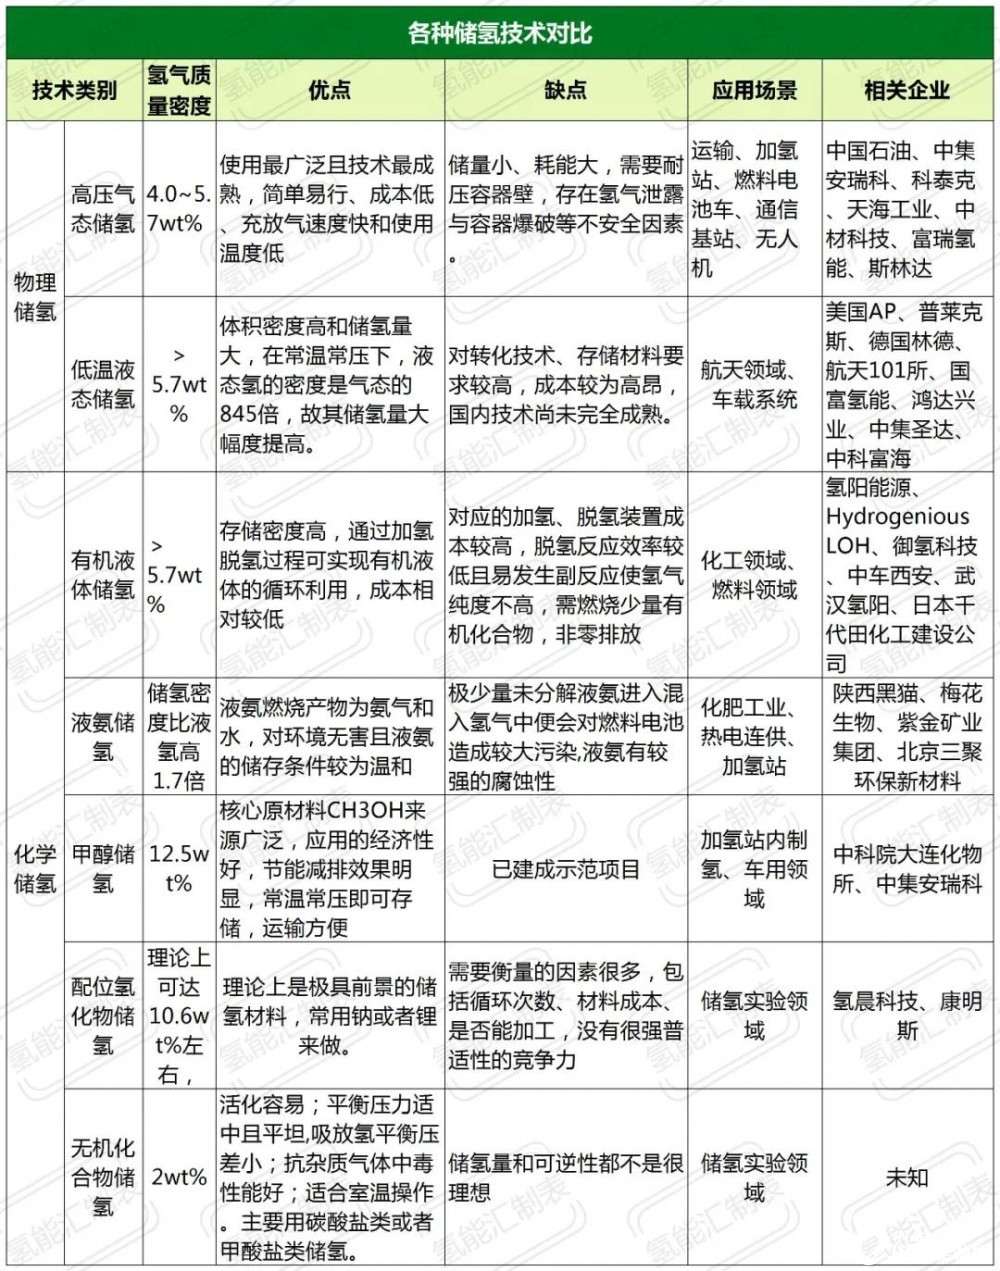 各种储氢技术对比
技术类别
氢气质
量密度
优点
缺点
应用场景
相关企业
物理
储氢
高压气
态储氢
4.0~5.
7wt%
使用最广泛且技术最成
熟，简单易行、成本低
、充放气速度快和使用
温度低
储量小、耗能大，需要耐
压容器壁，存在氢气泄露
与容器爆破等不安全因素
。
运输、加氢
站、燃料电
池车、通信
基站、无人
机
中国石油、中集
安瑞科、科泰克
、天海工业、中
材科技、富瑞氢
能、斯林达
低温液
态储氢
>
5.7wt
%
体积密度高和储氢量
大，在常温常压下，液
态氢的密度是气态的
845倍，故其储氢量大
幅度提高。
对转化技术、存储材料要
求较高，成本较为高昂，
国内技术尚未完全成熟。
航天领域、
车载系统
美国AP、普莱克
斯、德国林德、
航天101所、国
富氢能、鸿达兴
业、中集圣达、
中科富海
化学
储氢
有机液
体储氢
>
5.7wt
%
存储密度高，通过加氢
脱氢过程可实现有机液
体的循环利用，成本相
对较低
对应的加氢、脱氢装置成
本较高，脱氢反应效率较
低且易发生副反应使氢气
纯度不高，需燃烧少量有
机化合物，非零排放
化工领域、
燃料领域
氢阳能源、
Hydrogenious
LOH、御氢科技
、中车西安、武
汉氢阳、日本千
代田化工建设公
司
液氨储
氢
储氢密
度比液
氢高
1.7倍
液氨燃烧产物为氨气和
水，对环境无害且液氨
的储存条件较为温和
极少量未分解液氨进入混
入氢气中便会对燃料电池
造成较大污染,液氨有较
强的腐蚀性
化肥工业、
热电连供、
加氢站
陕西黑猫、梅花
生物、紫金矿业
集团、北京三聚
环保新材料
甲醇储
氢
12.5w
t%
核心原材料CH3OH来
源广泛，应用的经济性
好，节能减排效果明
显，常温常压即可存
储，运输方便
已建成示范项目
加氢站内制
氢、车用领
域
中科院大连化物
所、中集安瑞科
配位氢
化物储
氢
理论上
可达
10.6w
t%左
右，
理论上是极具前景的储
氢材料，常用钠或者锂
来做。
需要衡量的因素很多，包
括循环次数、材料成本、
是否能加工，没有很强普
适性的竞争力
储氢实验领
域
氢晨科技、康明
斯
无机化
合物储
氢
2wt%
活化容易；平衡压力适
中且平坦,吸放氢平衡压
差小；抗杂质气体中毒
性能好；适合室温操作
。主要用碳酸盐类或者
甲酸盐类储氢。
储氢量和可逆性都不是很
理想
储氢实验领
域
未知
氢能汇制表